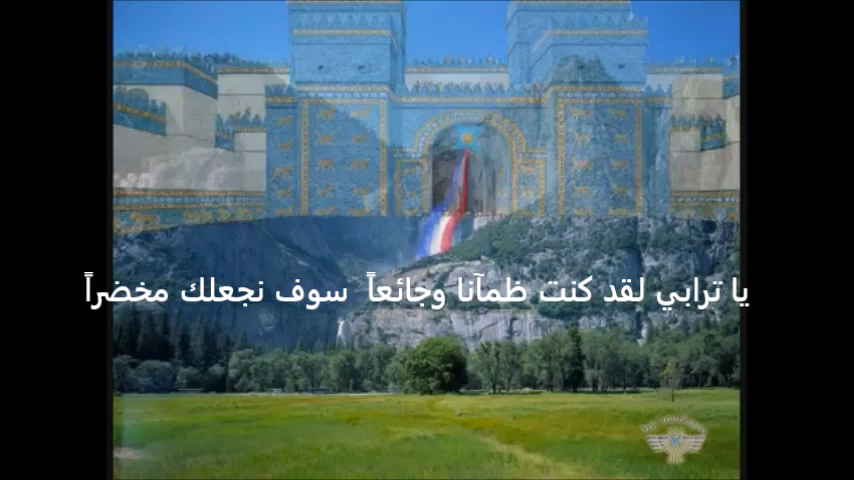 يا ترابي لقد كنت ظمآنا وجائعاً  سوف نجعلك مخضراً